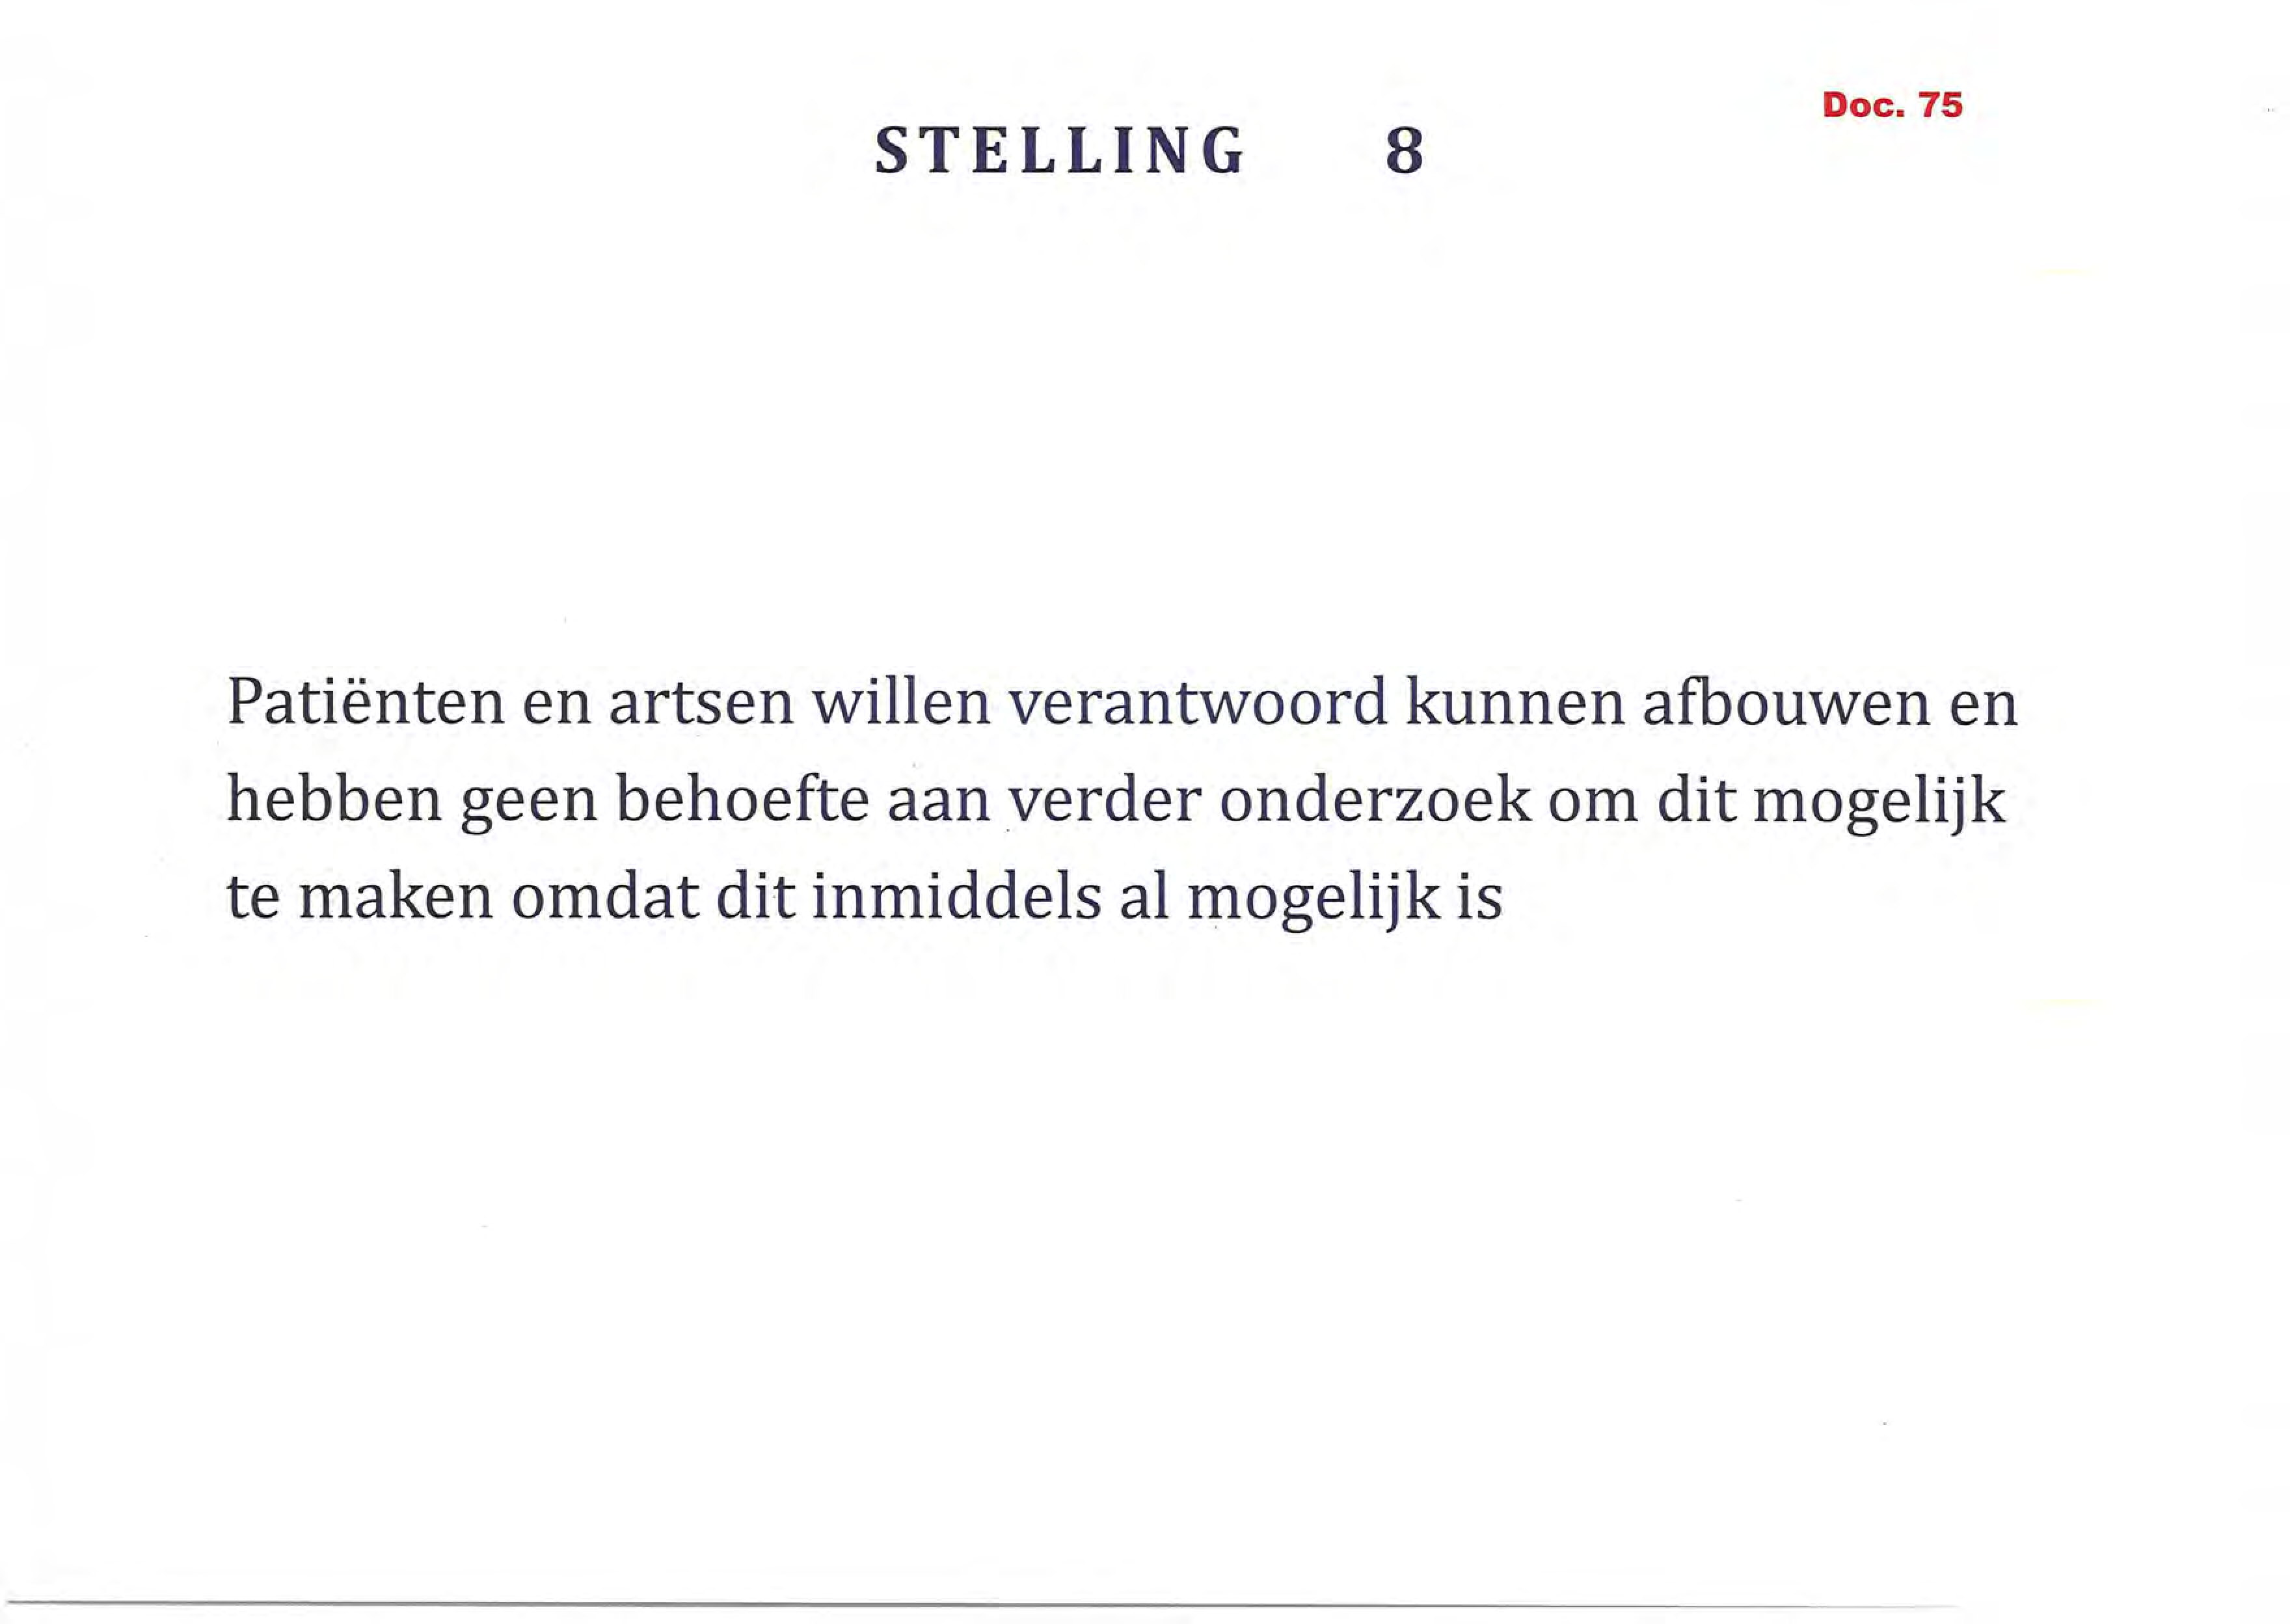 Doc. 75
STELLING 8
Patiënten en artsen willen verantwoord kunnen afbouwen en
hebben geen behoefte aan verder onderzoek om dit mogelijk
te maken omdat dit inmiddels al mogelijk is